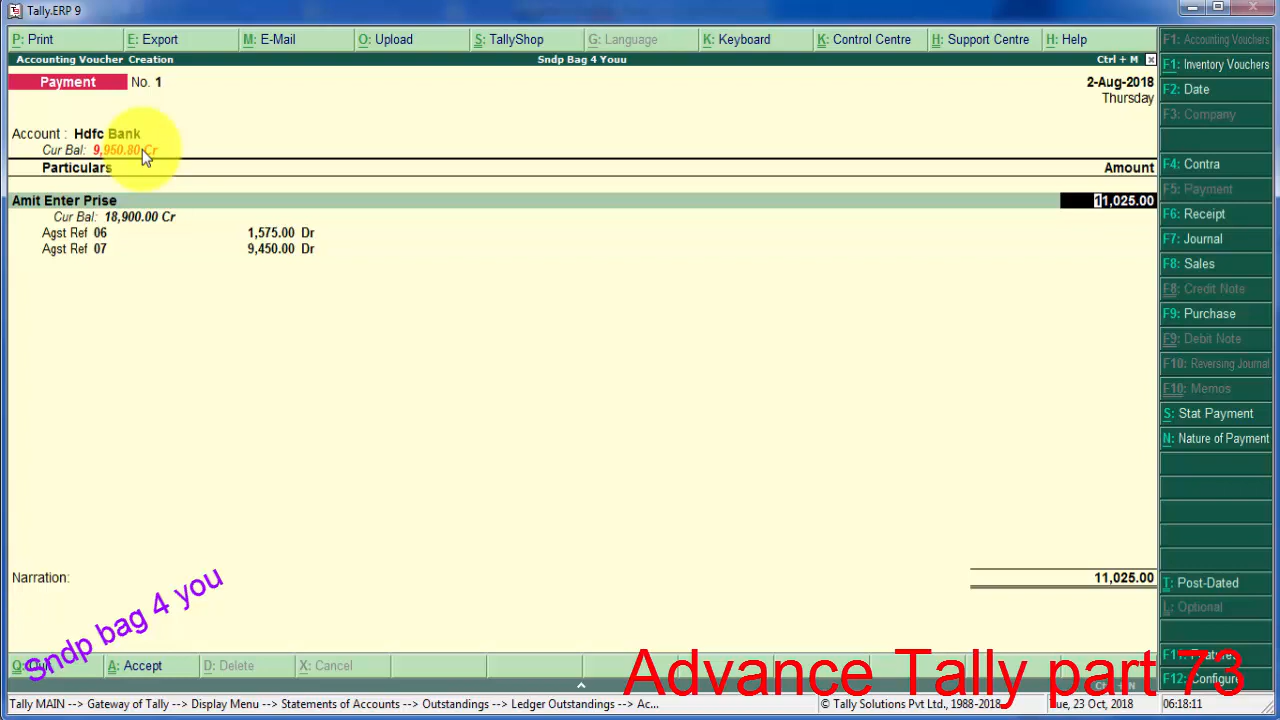 Tally.ERP 9
P: Print E: Export M: E-Mail O: Upload S: TallyShop G: Language K: Keyboard K: Control Centre H: Support Centre H: Help
Accounting Voucher Creation Sndp Bag 4 Youu Ctrl + M
Payment No. 1 2-Aug-2018
Thursday
Account : Hdfc Bank
Cur Bal: 9,950.80 Cr
Particulars Amount
Amit Enter Prise 11,025.00
Cur Bal: 18,900.00 Cr
Agst Ref 06 1,575.00 Dr
Agst Ref 07 9,450.00 Dr
Narration: 11,025.00
F1: Accounting Vouchers
F1: Inventory Vouchers
F2: Date
F3: Company
F4: Contra
F5: Payment
F6: Receipt
F7: Journal
F8: Sales
F8: Credit Note
F9: Purchase
F9: Debit Note
F10: Reversing Journal
F10: Memos
S: Stat Payment
N: Nature of Payment
T: Post-Dated
L: Optional
F12: Configure
Sndp bag 4 you
A: Accept D: Delete X: Cancel
Advance Tally part 73
Ctrl + N
Tally MAIN --> Gateway of Tally --> Display Menu --> Statements of Accounts --> Outstandings --> Ledger Outstandings --> Ac... © Tally Solutions Pvt Ltd., 1988-2018 Tue, 23 Oct, 2018 06:18:11